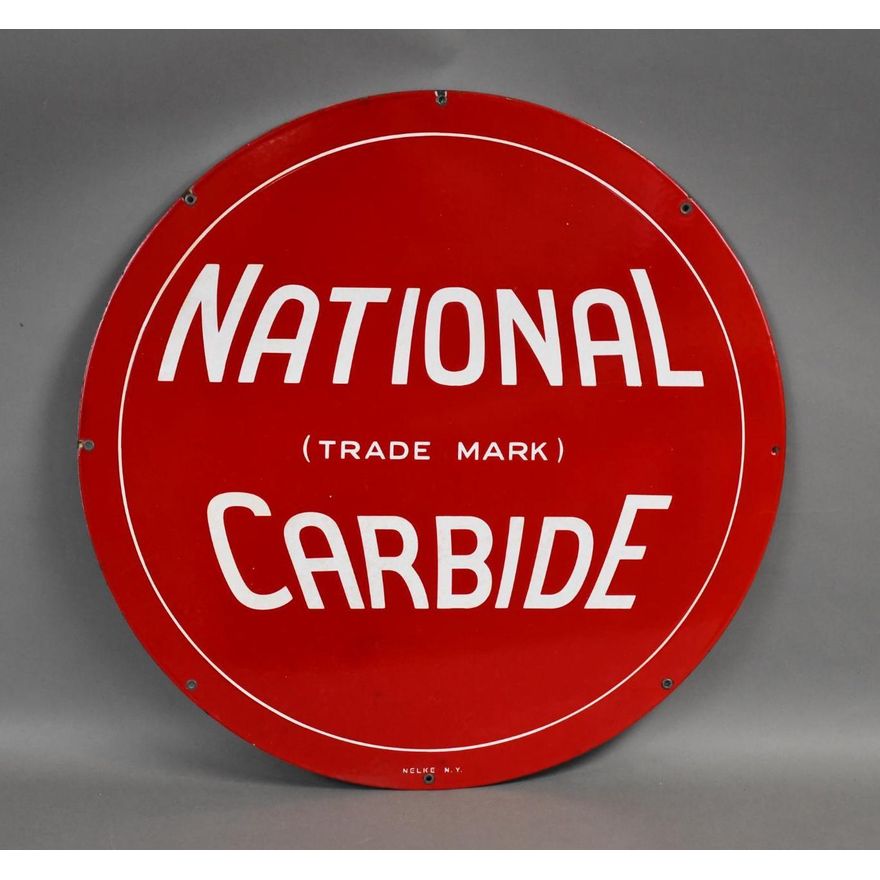 NATIONAL
(TRADE MARK)
CARBIDE
NELKE N.Y.